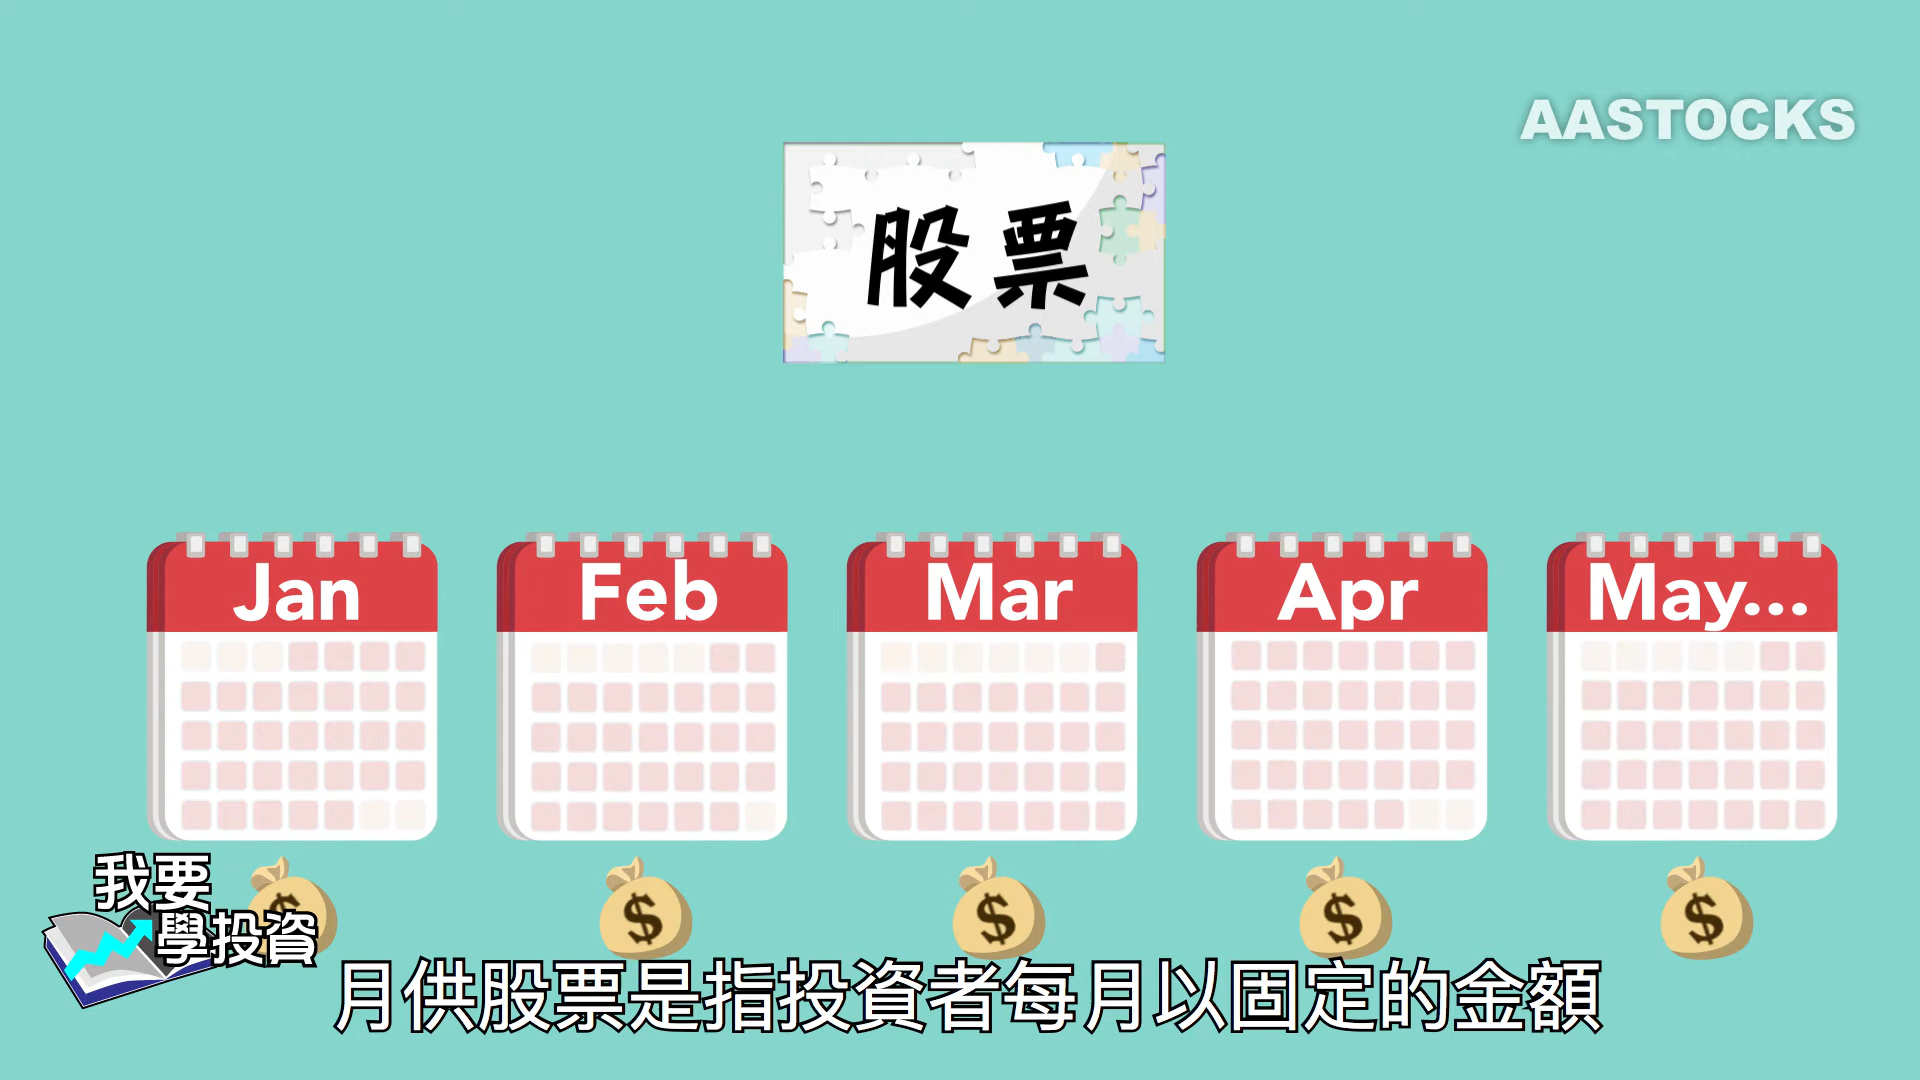 AASTOCKS
股票
Jan
Feb
Mar
Apr
May...
$
$
$
$
$
我要
學投資
月供股票是指投資者每月以固定的金額